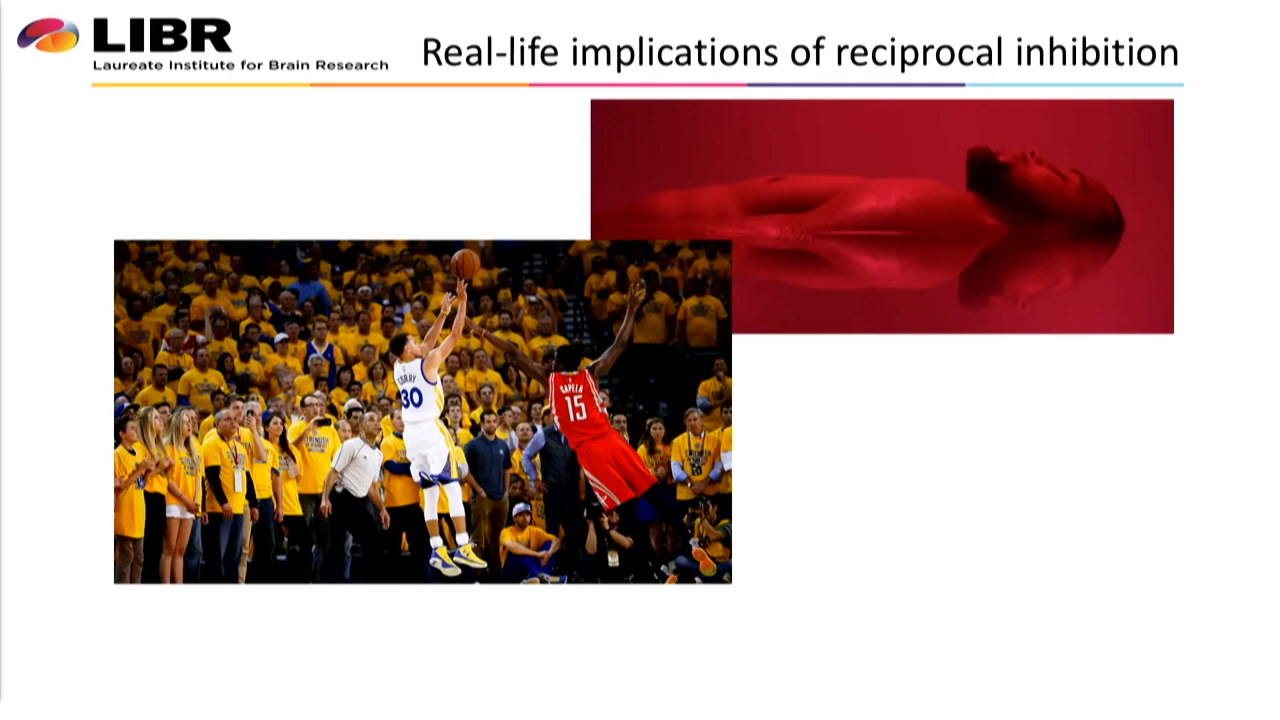 LIBR
Laureate Institute for Brain Research
Real-life implications of reciprocal inhibition
CURRY
30
CAPELA
15